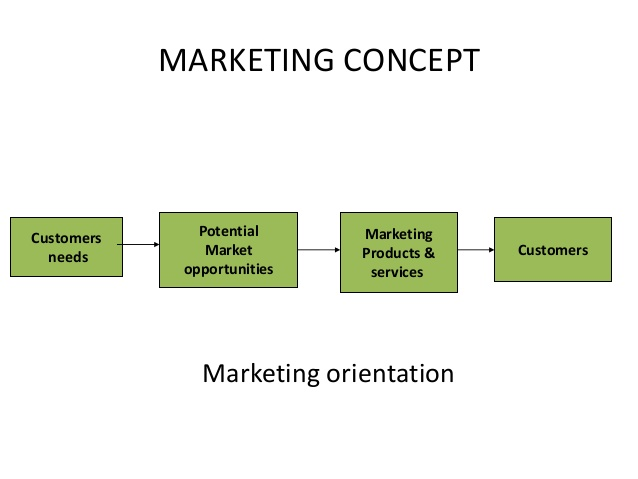 MARKETING CONCEPT
Customers
needs
Potential
Market
opportunities
Marketing
Products &
services
Customers
Marketing orientation